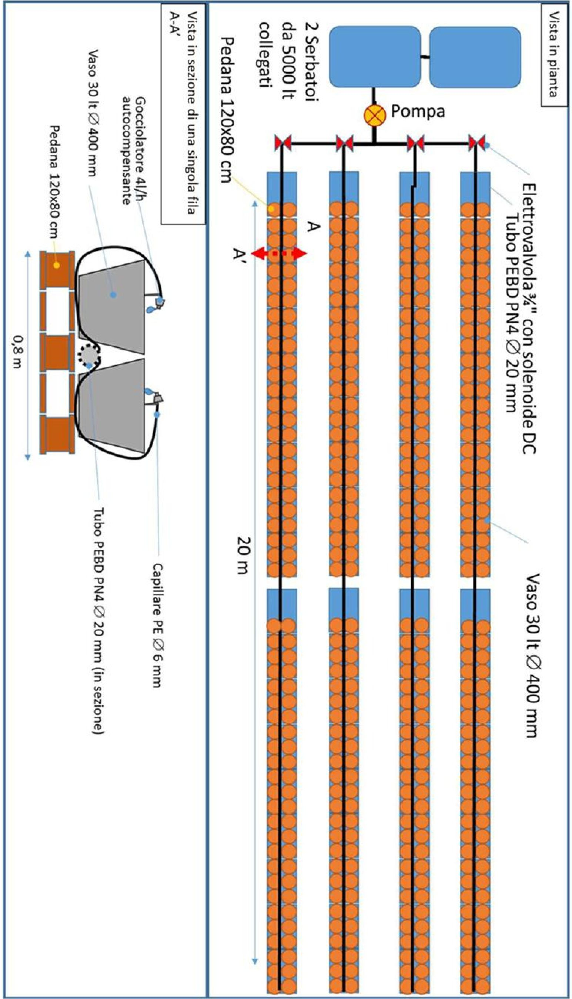 Vista in pianta
Elettrovalvola ¾" con solenoide DC
Tubo PEBD PN4 ∅ 20 mm
Vaso 30 lt ∅ 400 mm
Pompa
2 Serbatoi
da 5000 lt
collegati
A
A’
Pedana 120x80 cm
20 m
Vista in sezione di una singola fila
A-A’
Gocciolatore 4l/h
autocompensante
Vaso 30 lt ∅ 400 mm
Pedana 120x80 cm
Capillare PE ∅ 6 mm
Tubo PEBD PN4 ∅ 20 mm (in sezione)
0,8 m